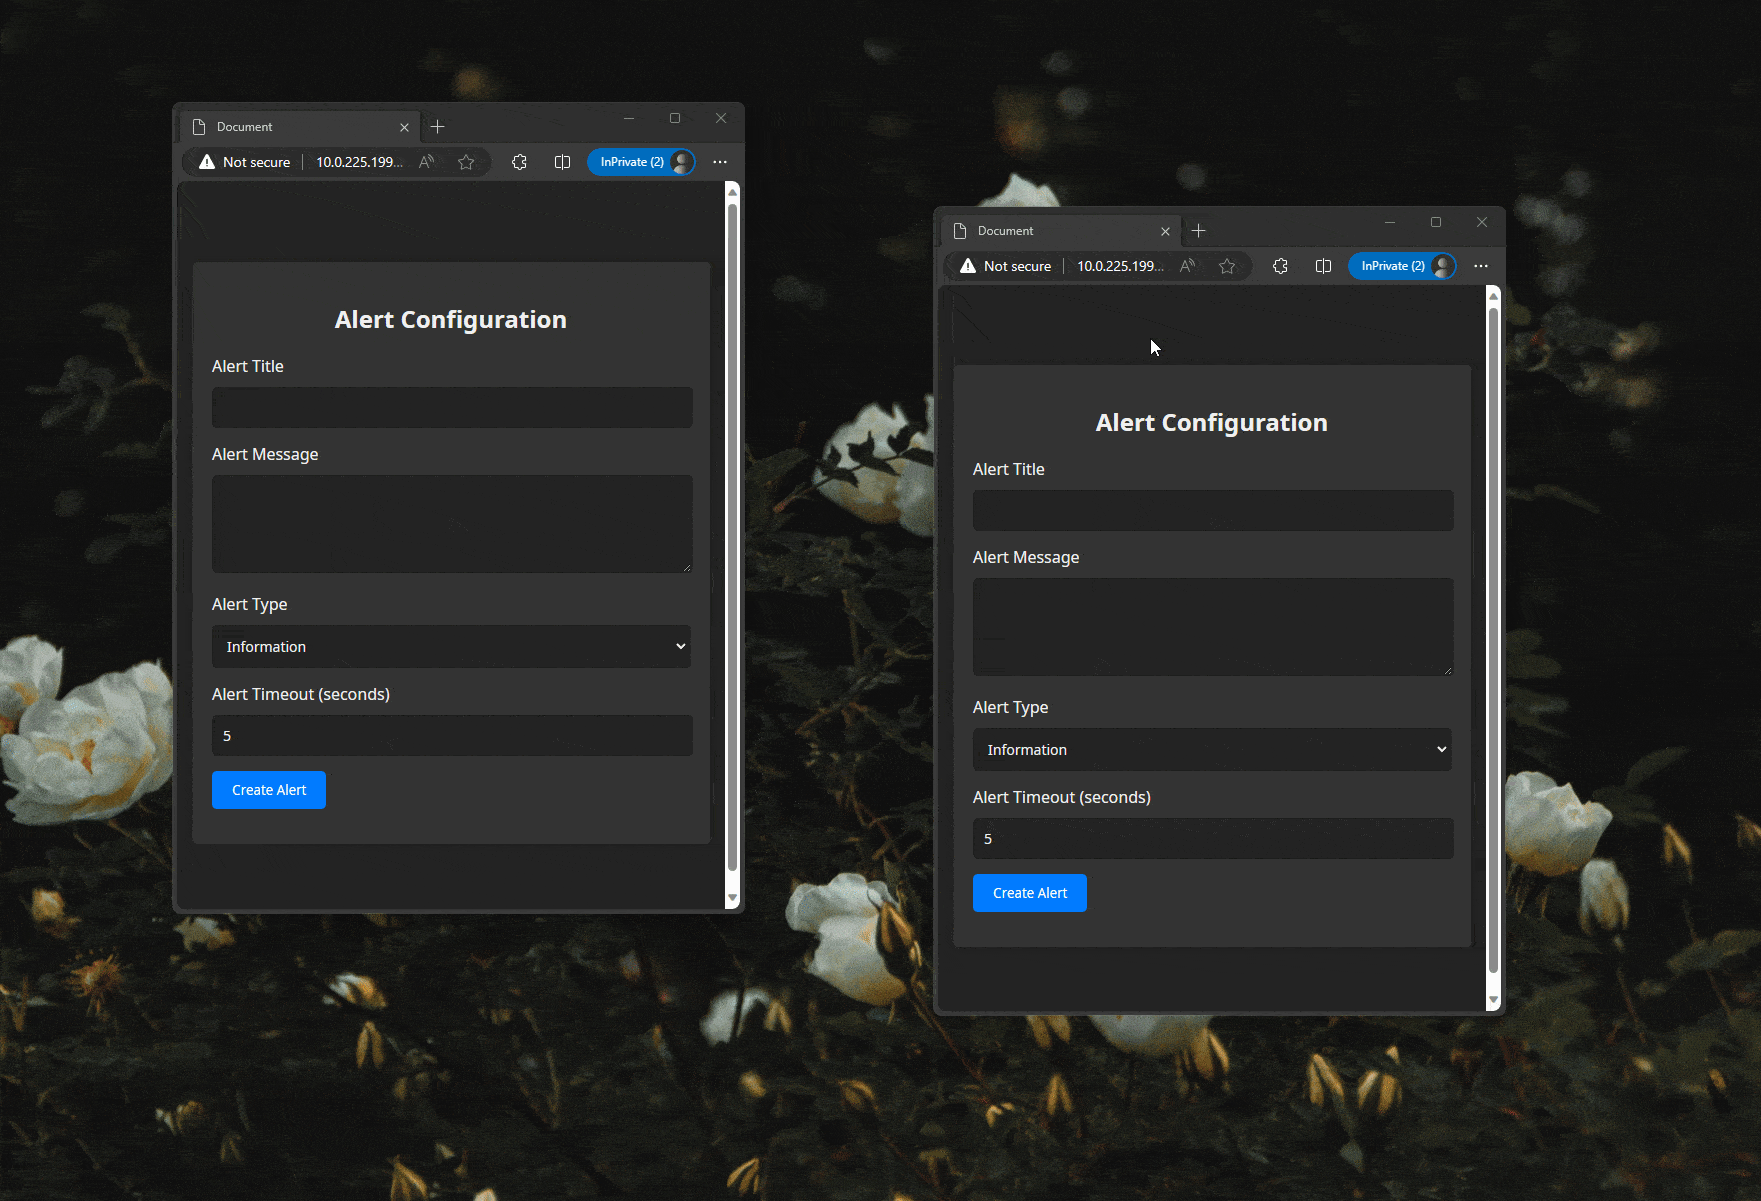 Document
Not secure
10.0.225.199...
InPrivate (2)
Alert Configuration
Alert Title
Alert Message
Alert Type
Information
Alert Timeout (seconds)
5
Create Alert
Document
Not secure
10.0.225.199...
InPrivate (2)
Alert Configuration
Alert Title
Alert Message
Alert Type
Information
Alert Timeout (seconds)
5
Create Alert